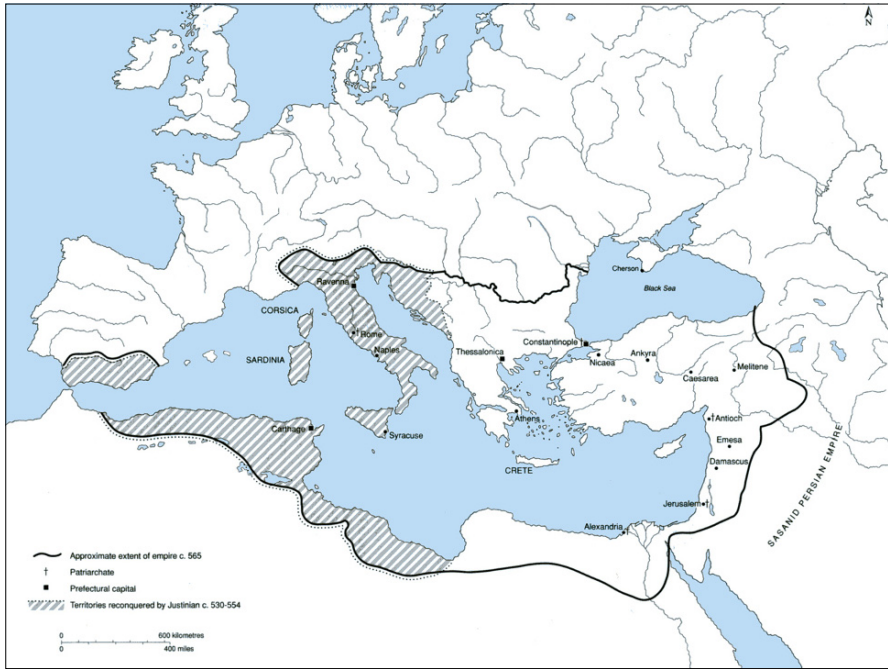 N
Cherson
Black Sea
Ravenna
CORSICA
Rome
Constantinople
Naples
Thessalonica
Nicaea
Ankyra
SARDINIA
Caesarea
Melitene
Carthage
Syracuse
Athens
Antioch
Emesa
CRETE
Damascus
Jerusalem
Alexandria
SASANID PERSIAN EMPIRE
Approximate extent of empire c. 565
Patriarchate
Prefectural capital
Territories reconquered by Justinian c. 530-554
0 600 kilometres
0 400 miles